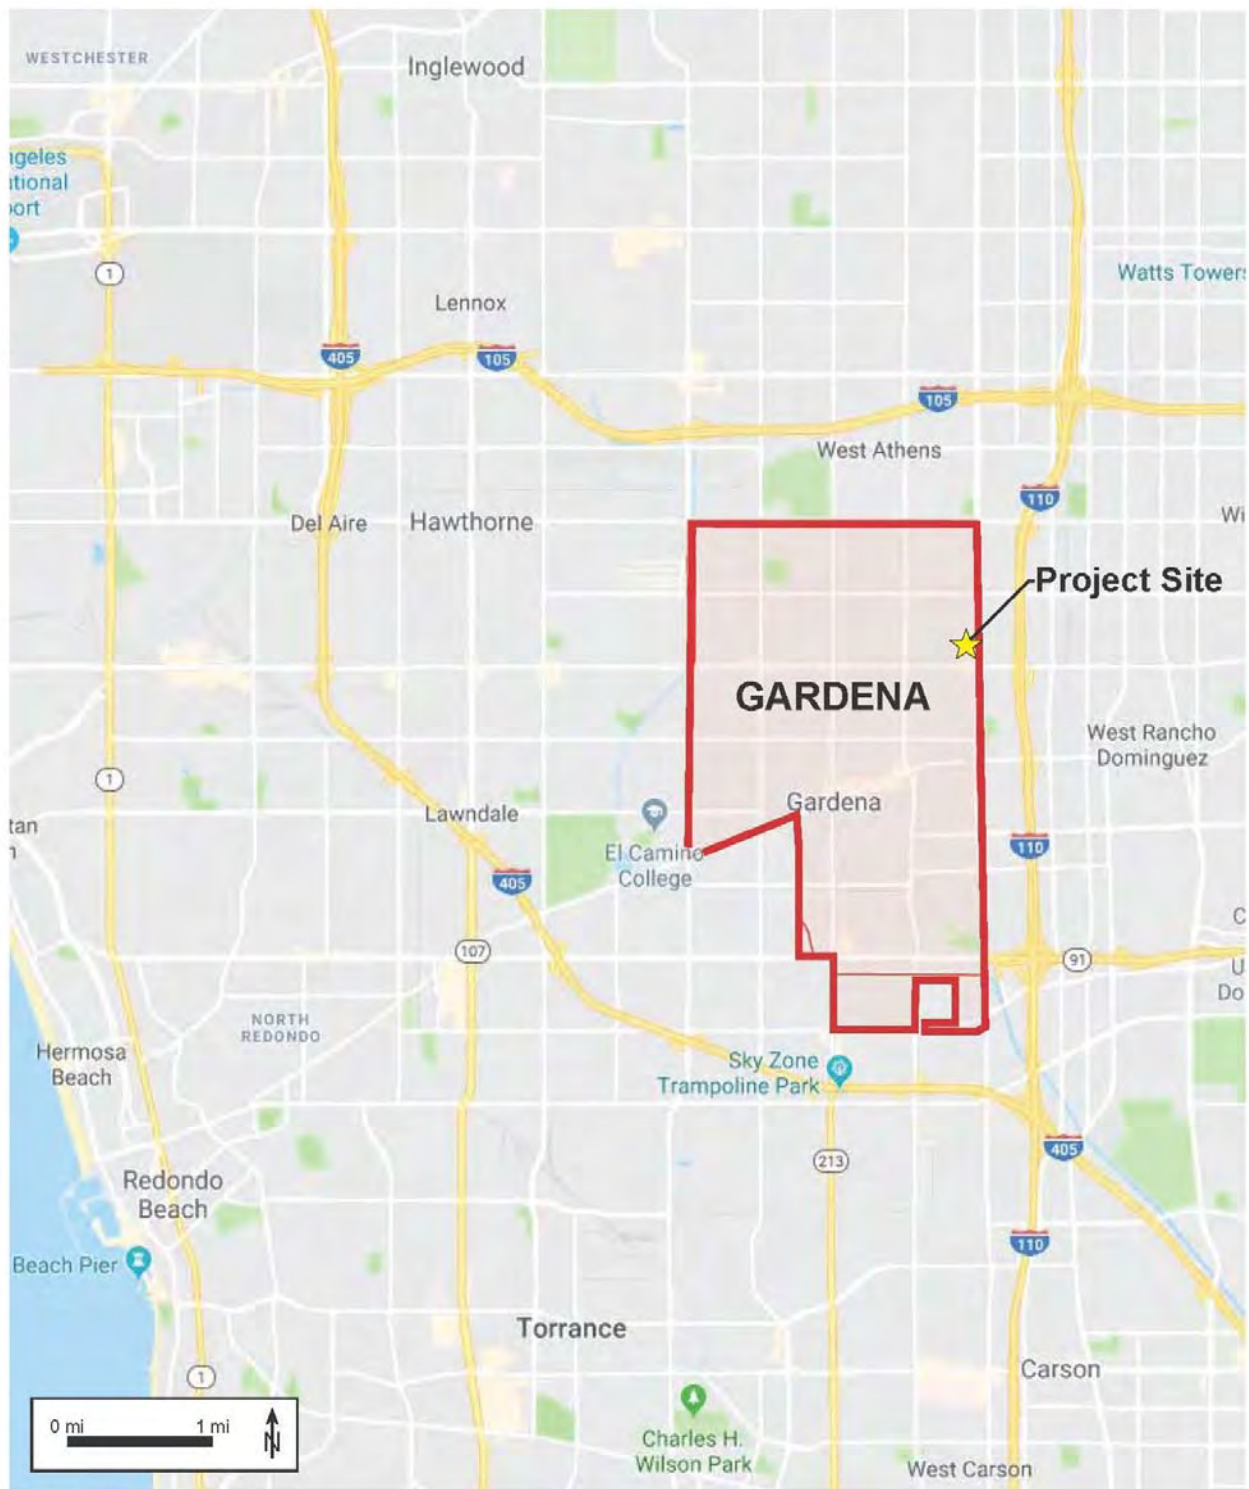 WESTCHESTER
Inglewood
ngeles
ational
port
1
Watts Towers
Lennox
405
105
105
West Athens
110
Del Aire
Hawthorne
Wi
Project Site
GARDENA
West Rancho
Dominguez
1
Gardena
Lawndale
tan
El Camino
College
110
405
107
91
C
U
Do
NORTH
REDONDO
Hermosa
Beach
Sky Zone
Trampoline Park
405
213
Redondo
Beach
110
Beach Pier
Torrance
Carson
1
0 mi
1 mi
N
Charles H.
Wilson Park
West Carson